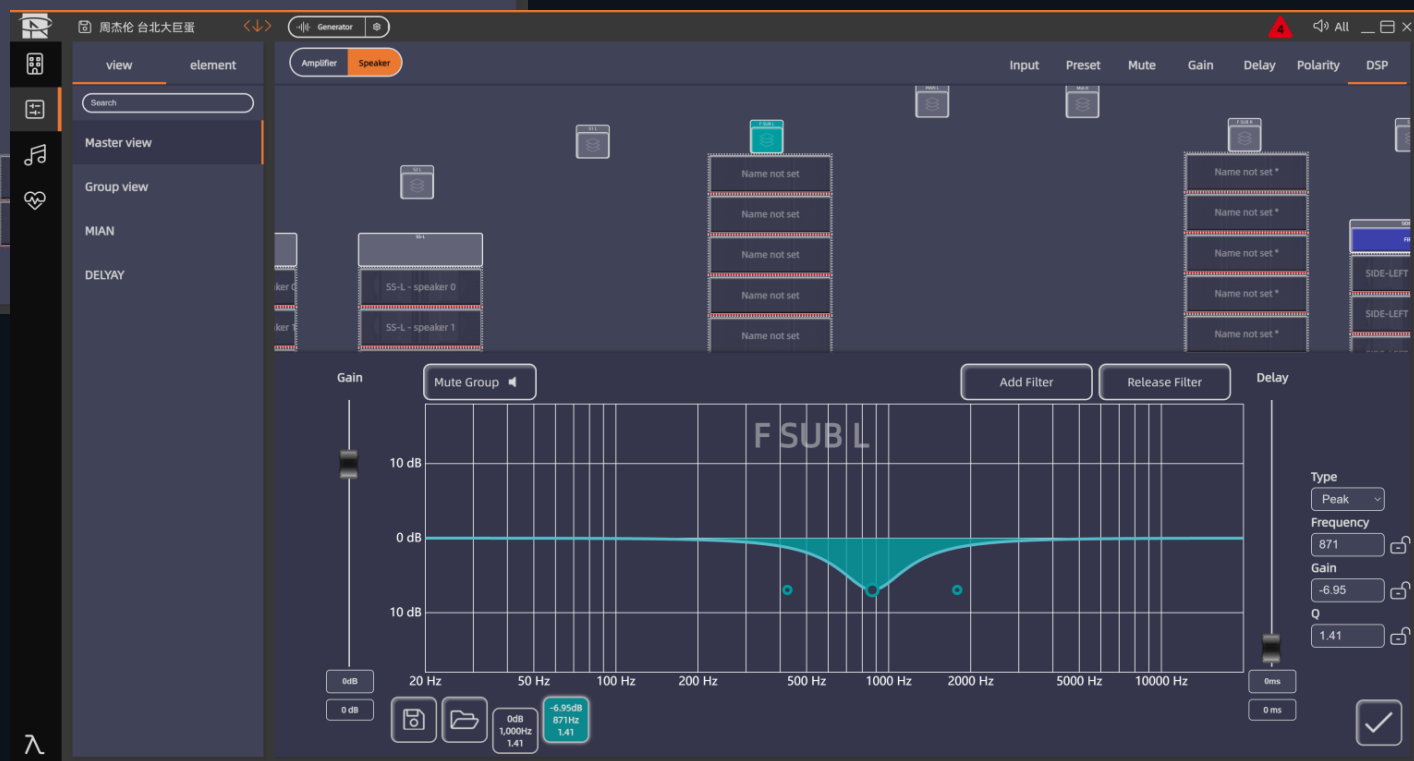 周杰伦 台北大巨蛋
Generator
4
All
view
element
Amplifier
Speaker
Input
Preset
Mute
Gain
Delay
Polarity
DSP
Search
Master view
Group view
MIAN
DELYAY
F SUB L
F SUB R
SS-L
Name not set
Name not set *
Name not set
Name not set *
Name not set
Name not set *
SS-L - speaker 0
SIDE-LEFT
Name not set
Name not set *
SS-L - speaker 1
SIDE-LEFT
Name not set
Name not set *
Gain
Mute Group
Add Filter
Release Filter
Delay
F SUB L
10 dB
0 dB
10 dB
Type
Peak
Frequency
871
Gain
-6.95
Q
1.41
20 Hz
50 Hz
100 Hz
200 Hz
500 Hz
1000 Hz
2000 Hz
5000 Hz
10000 Hz
0dB
0 dB
0ms
0 ms
0dB
1,000Hz
1.41
-6.95dB
871Hz
1.41